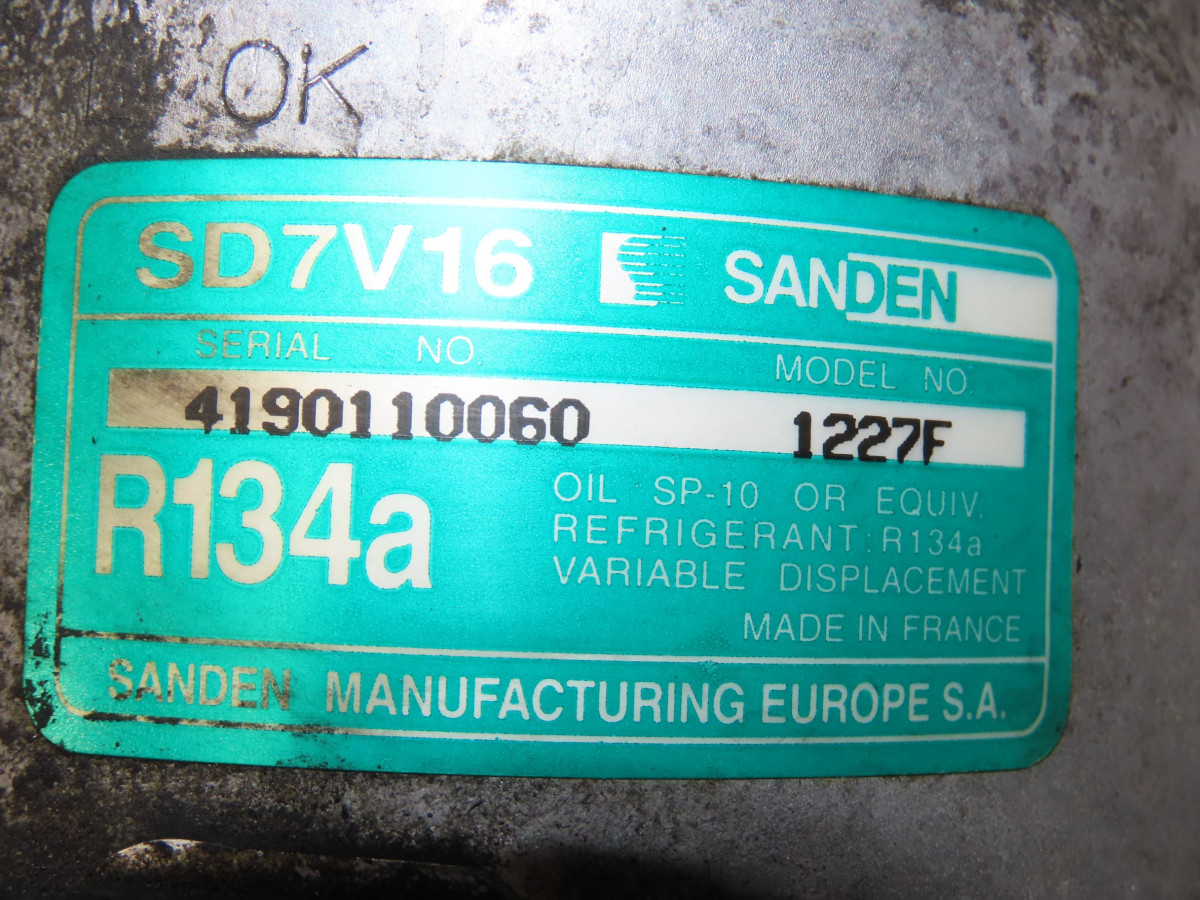 OK
SD7V16 SANDEN
SERIAL NO. MODEL NO.
4190110060 1227F
R134a
OIL SP-10 OR EQUIV.
REFRIGERANT: R134a
VARIABLE DISPLACEMENT
MADE IN FRANCE
SANDEN MANUFACTURING EUROPE S.A.